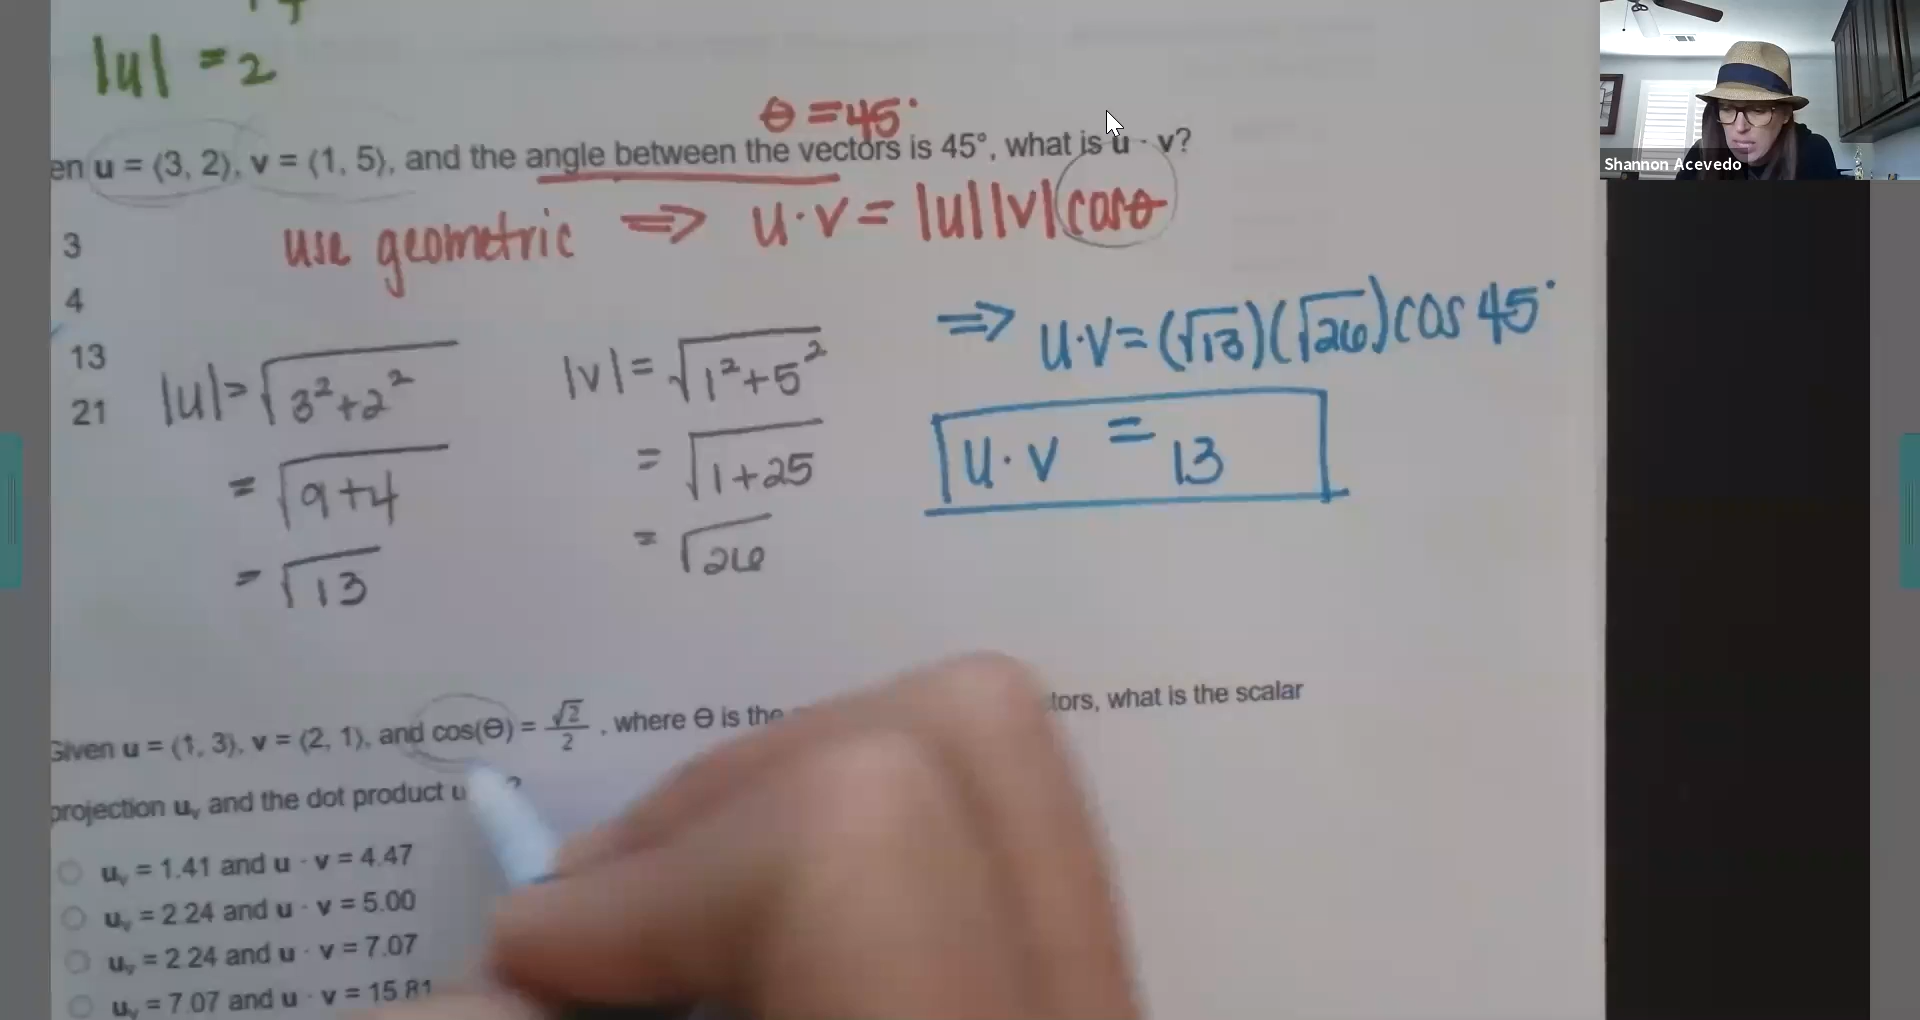 |u| = 2
θ = 45°
en u = ⟨3, 2⟩, v = ⟨1, 5⟩, and the angle between the vectors is 45°, what is u · v?
use geometric ⇒ u·v = |u||v|cosθ
3
4
13
21
|u| = √3²+2²
= √9+4
= √13
|v| = √1²+5²
= √1+25
= √26
⇒ u·v = (√13)(√26) cos 45°
u·v = 13
Given u = ⟨1, 3⟩, v = ⟨2, 1⟩, and cos(Θ) = √2/2, where Θ is the tors, what is the scalar
projection uᵥ and the dot product u ?
uᵥ = 1.41 and u · v = 4.47
uᵥ = 2.24 and u · v = 5.00
uᵥ = 2.24 and u · v = 7.07
uᵥ = 7.07 and u · v = 15.81
Shannon Acevedo